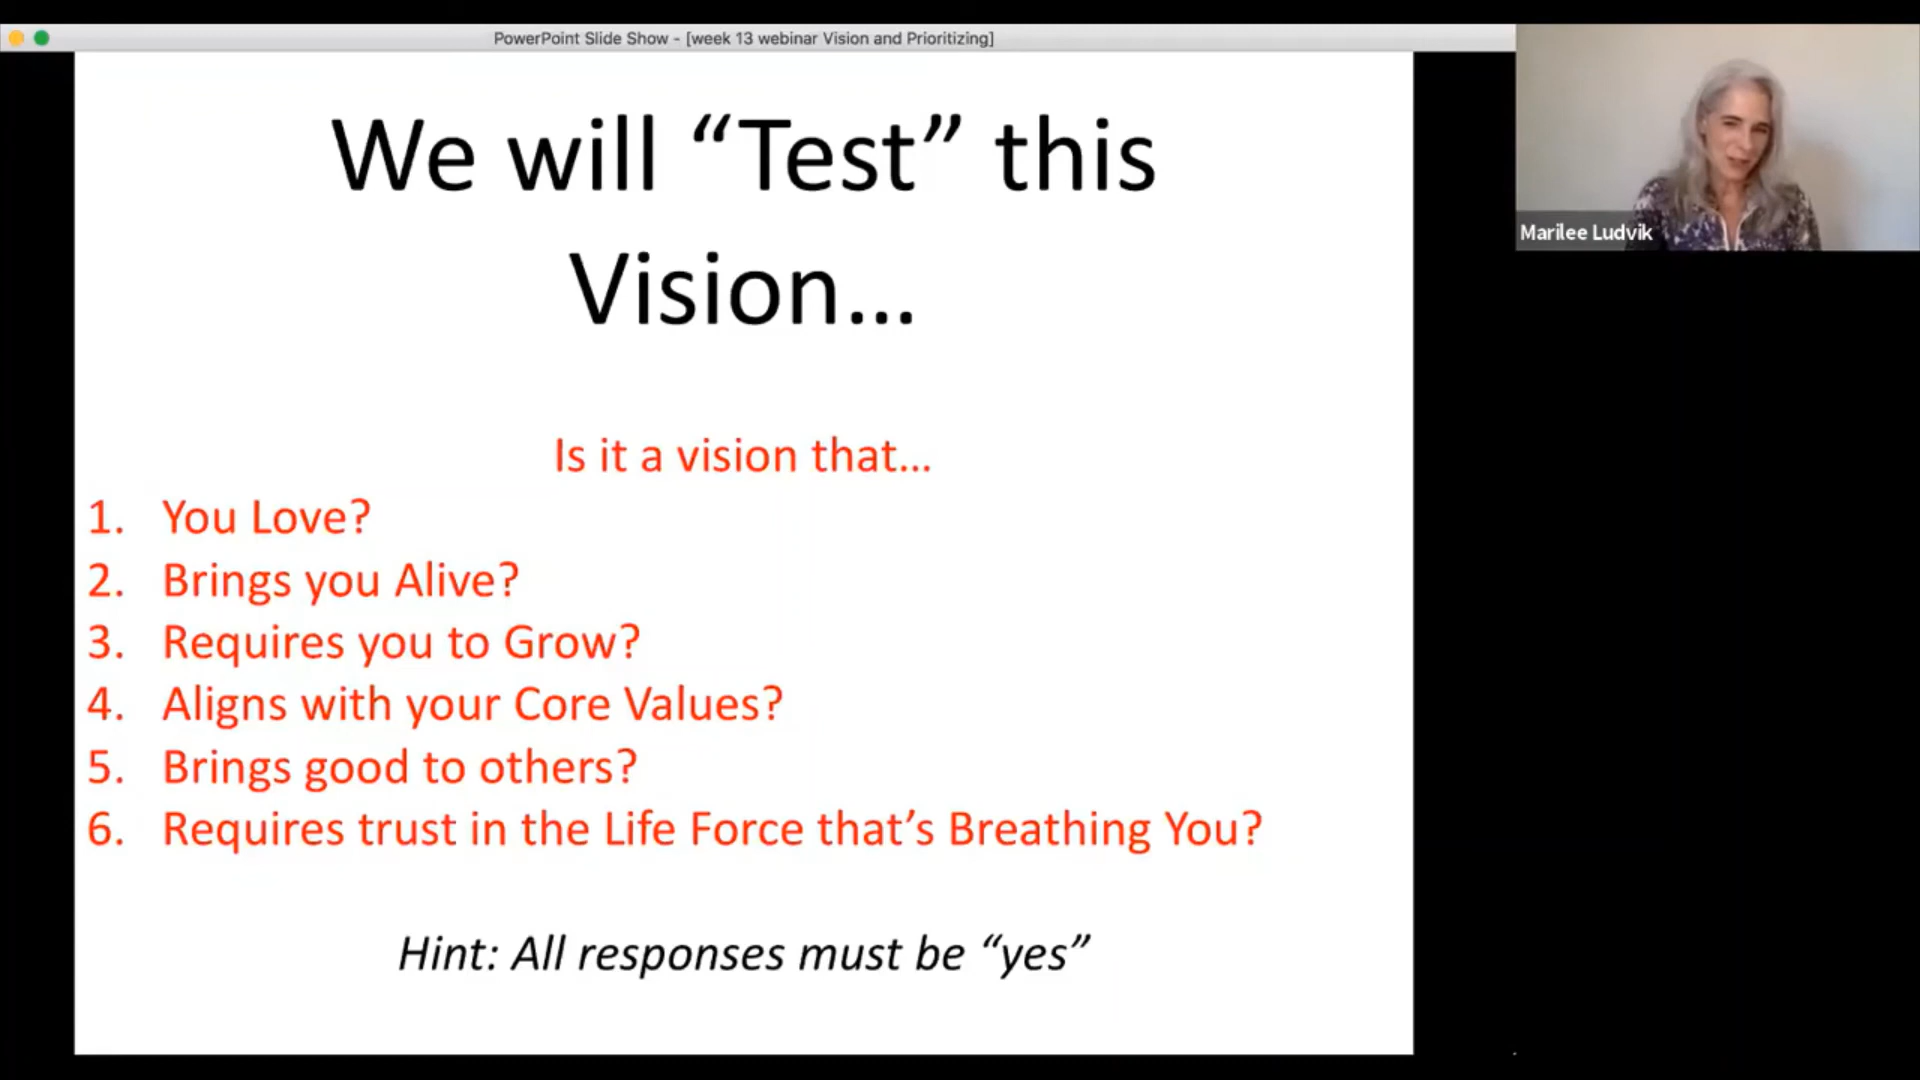 PowerPoint Slide Show - [week 13 webinar Vision and Prioritizing]
We will “Test” this
Vision...
Marilee Ludvik
Is it a vision that...
1. You Love?
2. Brings you Alive?
3. Requires you to Grow?
4. Aligns with your Core Values?
5. Brings good to others?
6. Requires trust in the Life Force that’s Breathing You?
Hint: All responses must be “yes”